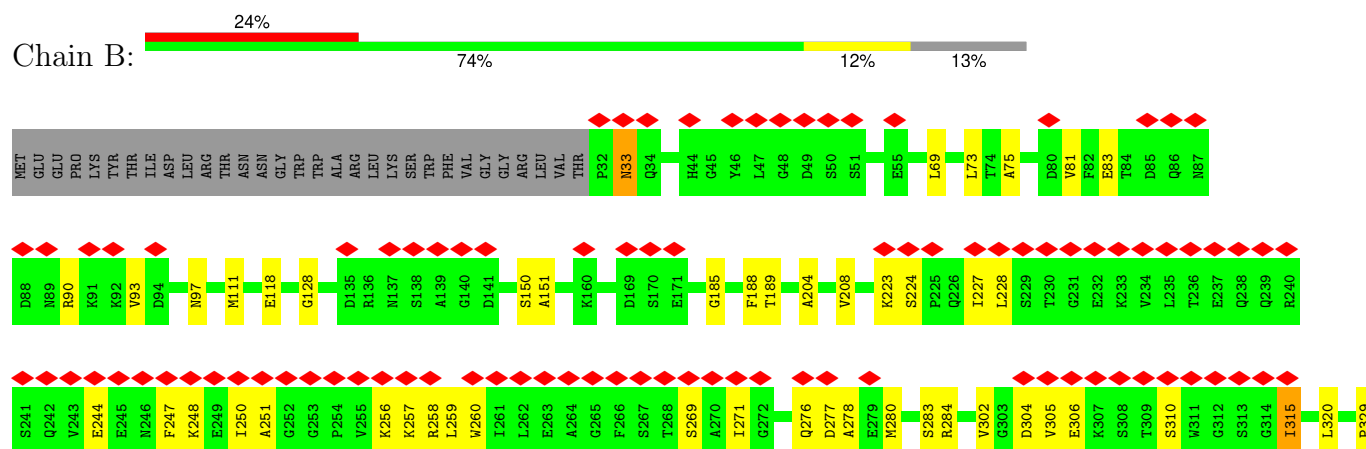 24%
Chain B:
74% 12% 13%
MET GLU GLU PRO LYS TYR THR ILE ASP LEU ARG THR ASN ASN GLY TRP TRP ALA ARG LEU LYS SER TRP PHE VAL GLY GLY ARG LEU VAL THR P32 N33 Q34 H44 G45 Y46 L47 G48 D49 S50 S51 E55 L69 L73 T74 A75 D80 V81 F82 E83 T84 D85 Q86 N87
D88 N89 R90 K91 K92 V93 D94 N97 M111 E118 G128 D135 R136 N137 S138 A139 G140 D141 S150 A151 K160 D169 S170 E171 G185 F188 T189 A204 V208 K223 S224 P225 Q226 I227 L228 S229 T230 G231 E232 K233 V234 L235 T236 E237 Q238 Q239 R240
S241 Q242 V243 E244 E245 N246 F247 K248 E249 I250 A251 G252 G253 P254 V255 K256 K257 R258 L259 W260 I261 L262 E263 A264 G265 F266 S267 T268 S269 A270 I271 G272 Q276 D277 A278 E279 M280 S283 R284 V302 G303 D304 V305 E306 K307 S308 T309 S310 W311 G312 S313 G314 I315 L320